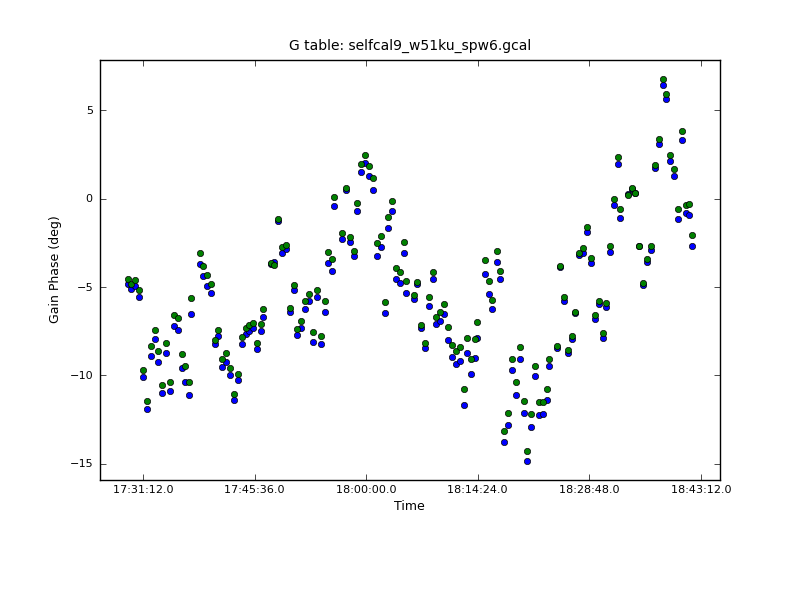 G table: selfcal9_w51ku_spw6.gcal
5
0
−5
−10
−15
Gain Phase (deg)
17:31:12.0 17:45:36.0 18:00:00.0 18:14:24.0 18:28:48.0 18:43:12.0
Time